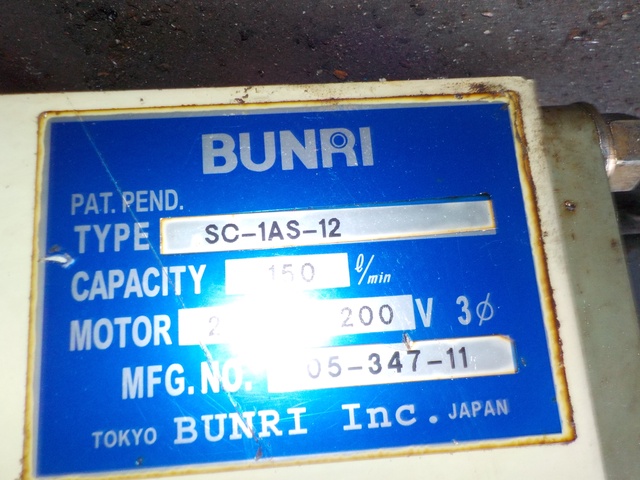 BUNRI
PAT. PEND.
TYPE SC-1AS-12
CAPACITY 150 ℓ/min
MOTOR 200 V 3φ
MFG.NO. 05-347-11
TOKYO BUNRI Inc. JAPAN